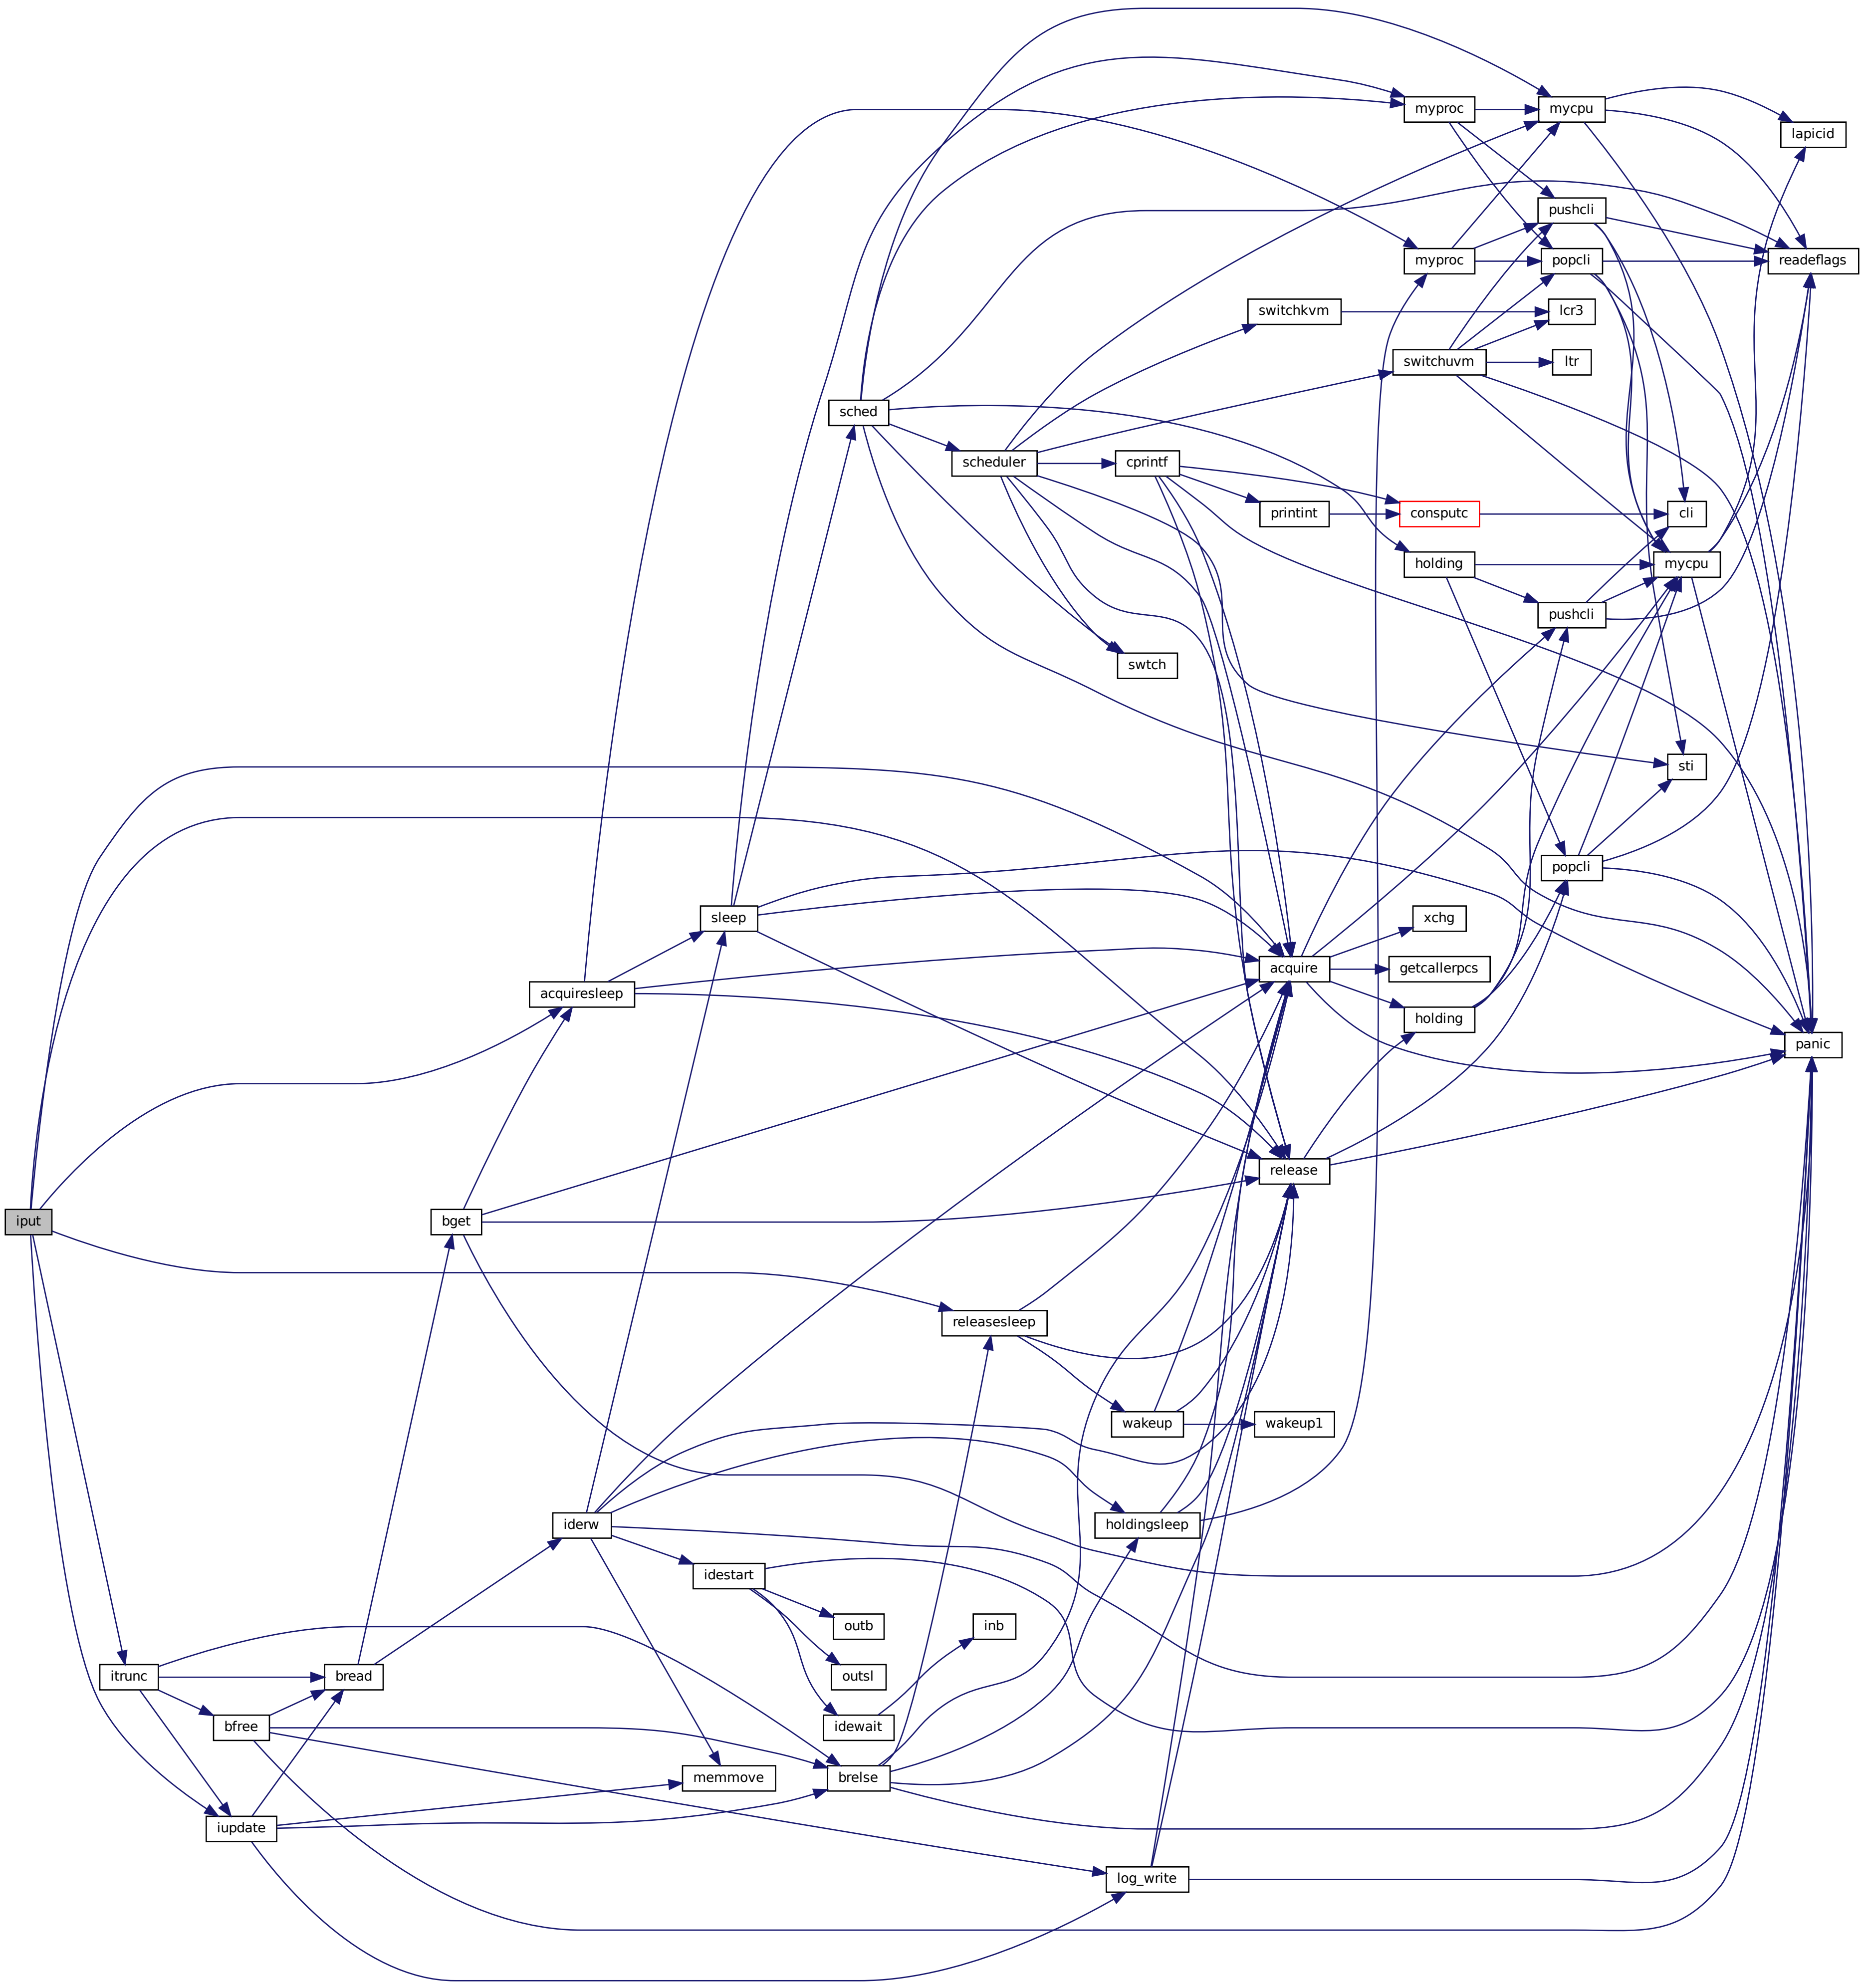 myproc
mycpu
lapicid
pushcli
myproc
popcli
readeflags
switchkvm
lcr3
switchuvm
ltr
sched
scheduler
cprintf
printint
consputc
cli
holding
mycpu
pushcli
swtch
sti
popcli
sleep
xchg
acquire
getcallerpcs
acquiresleep
holding
panic
release
iput
bget
releasesleep
wakeup
wakeup1
iderw
holdingsleep
idestart
outb
inb
itrunc
bread
outsl
bfree
idewait
memmove
brelse
iupdate
log_write